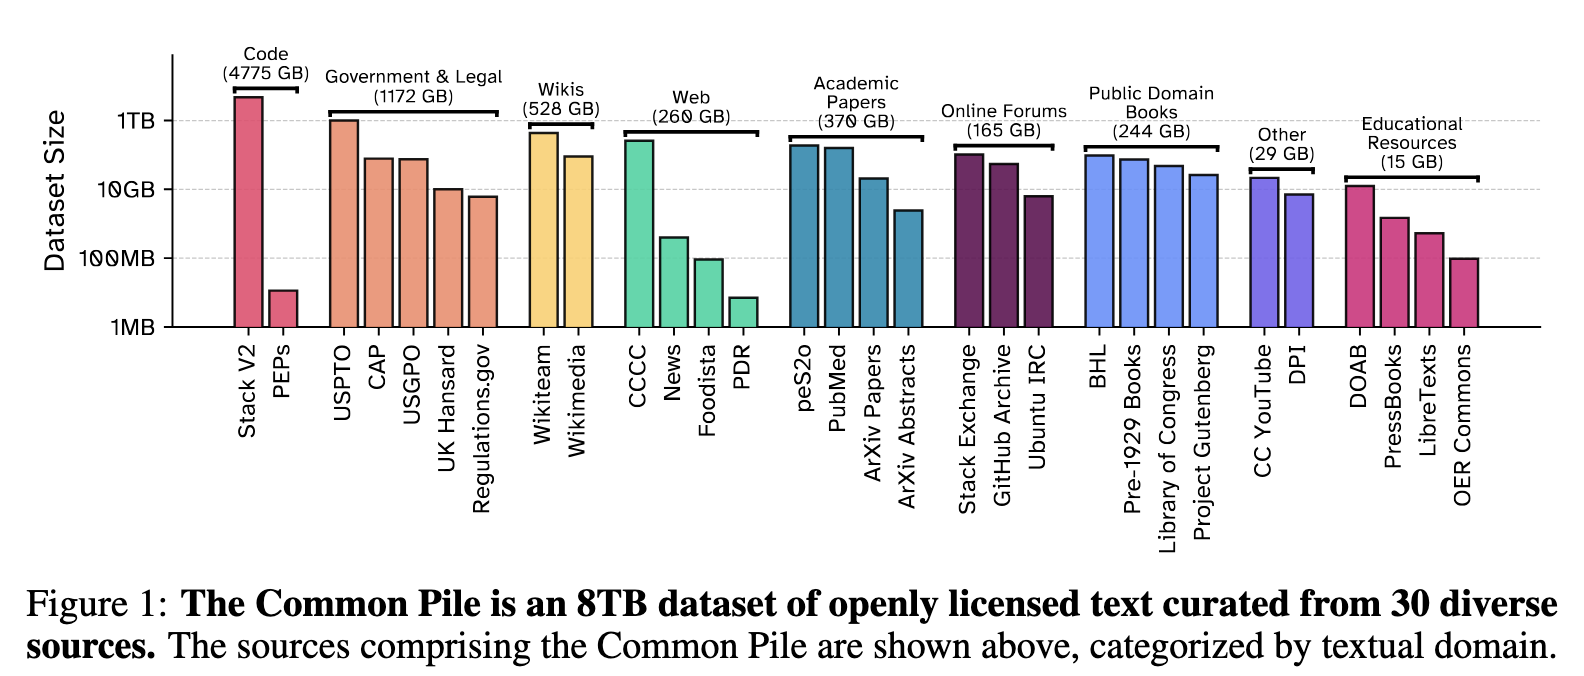 Code
(4775 GB)
Government & Legal
(1172 GB)
Wikis
(528 GB)
Web
(260 GB)
Academic
Papers
(370 GB)
Online Forums
(165 GB)
Public Domain
Books
(244 GB)
Other
(29 GB)
Educational
Resources
(15 GB)
Dataset Size
1TB
10GB
100MB
1MB
Stack V2
PEPs
USPTO
CAP
USGPO
UK Hansard
Regulations.gov
Wikiteam
Wikimedia
CCCC
News
Foodista
PDR
peS2o
PubMed
ArXiv Papers
ArXiv Abstracts
Stack Exchange
GitHub Archive
Ubuntu IRC
BHL
Pre-1929 Books
Library of Congress
Project Gutenberg
CC YouTube
DPI
DOAB
PressBooks
LibreTexts
OER Commons
Figure 1: The Common Pile is an 8TB dataset of openly licensed text curated from 30 diverse
sources. The sources comprising the Common Pile are shown above, categorized by textual domain.